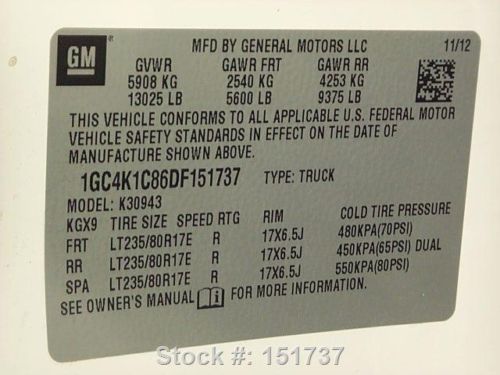 GM
MFD BY GENERAL MOTORS LLC 11/12
GVWR GAWR FRT GAWR RR
5908 KG 2540 KG 4253 KG
13025 LB 5600 LB 9375 LB
THIS VEHICLE CONFORMS TO ALL APPLICABLE U.S. FEDERAL MOTOR
VEHICLE SAFETY STANDARDS IN EFFECT ON THE DATE OF
MANUFACTURE SHOWN ABOVE.
1GC4K1C86DF151737 TYPE: TRUCK
MODEL: K30943
KGX9 TIRE SIZE SPEED RTG RIM COLD TIRE PRESSURE
FRT LT235/80R17E R 17X6.5J 480KPA(70PSI)
RR LT235/80R17E R 17X6.5J 450KPA(65PSI) DUAL
SPA LT235/80R17E R 17X6.5J 550KPA(80PSI)
SEE OWNER'S MANUAL i FOR MORE INFORMATION.
Stock #: 151737